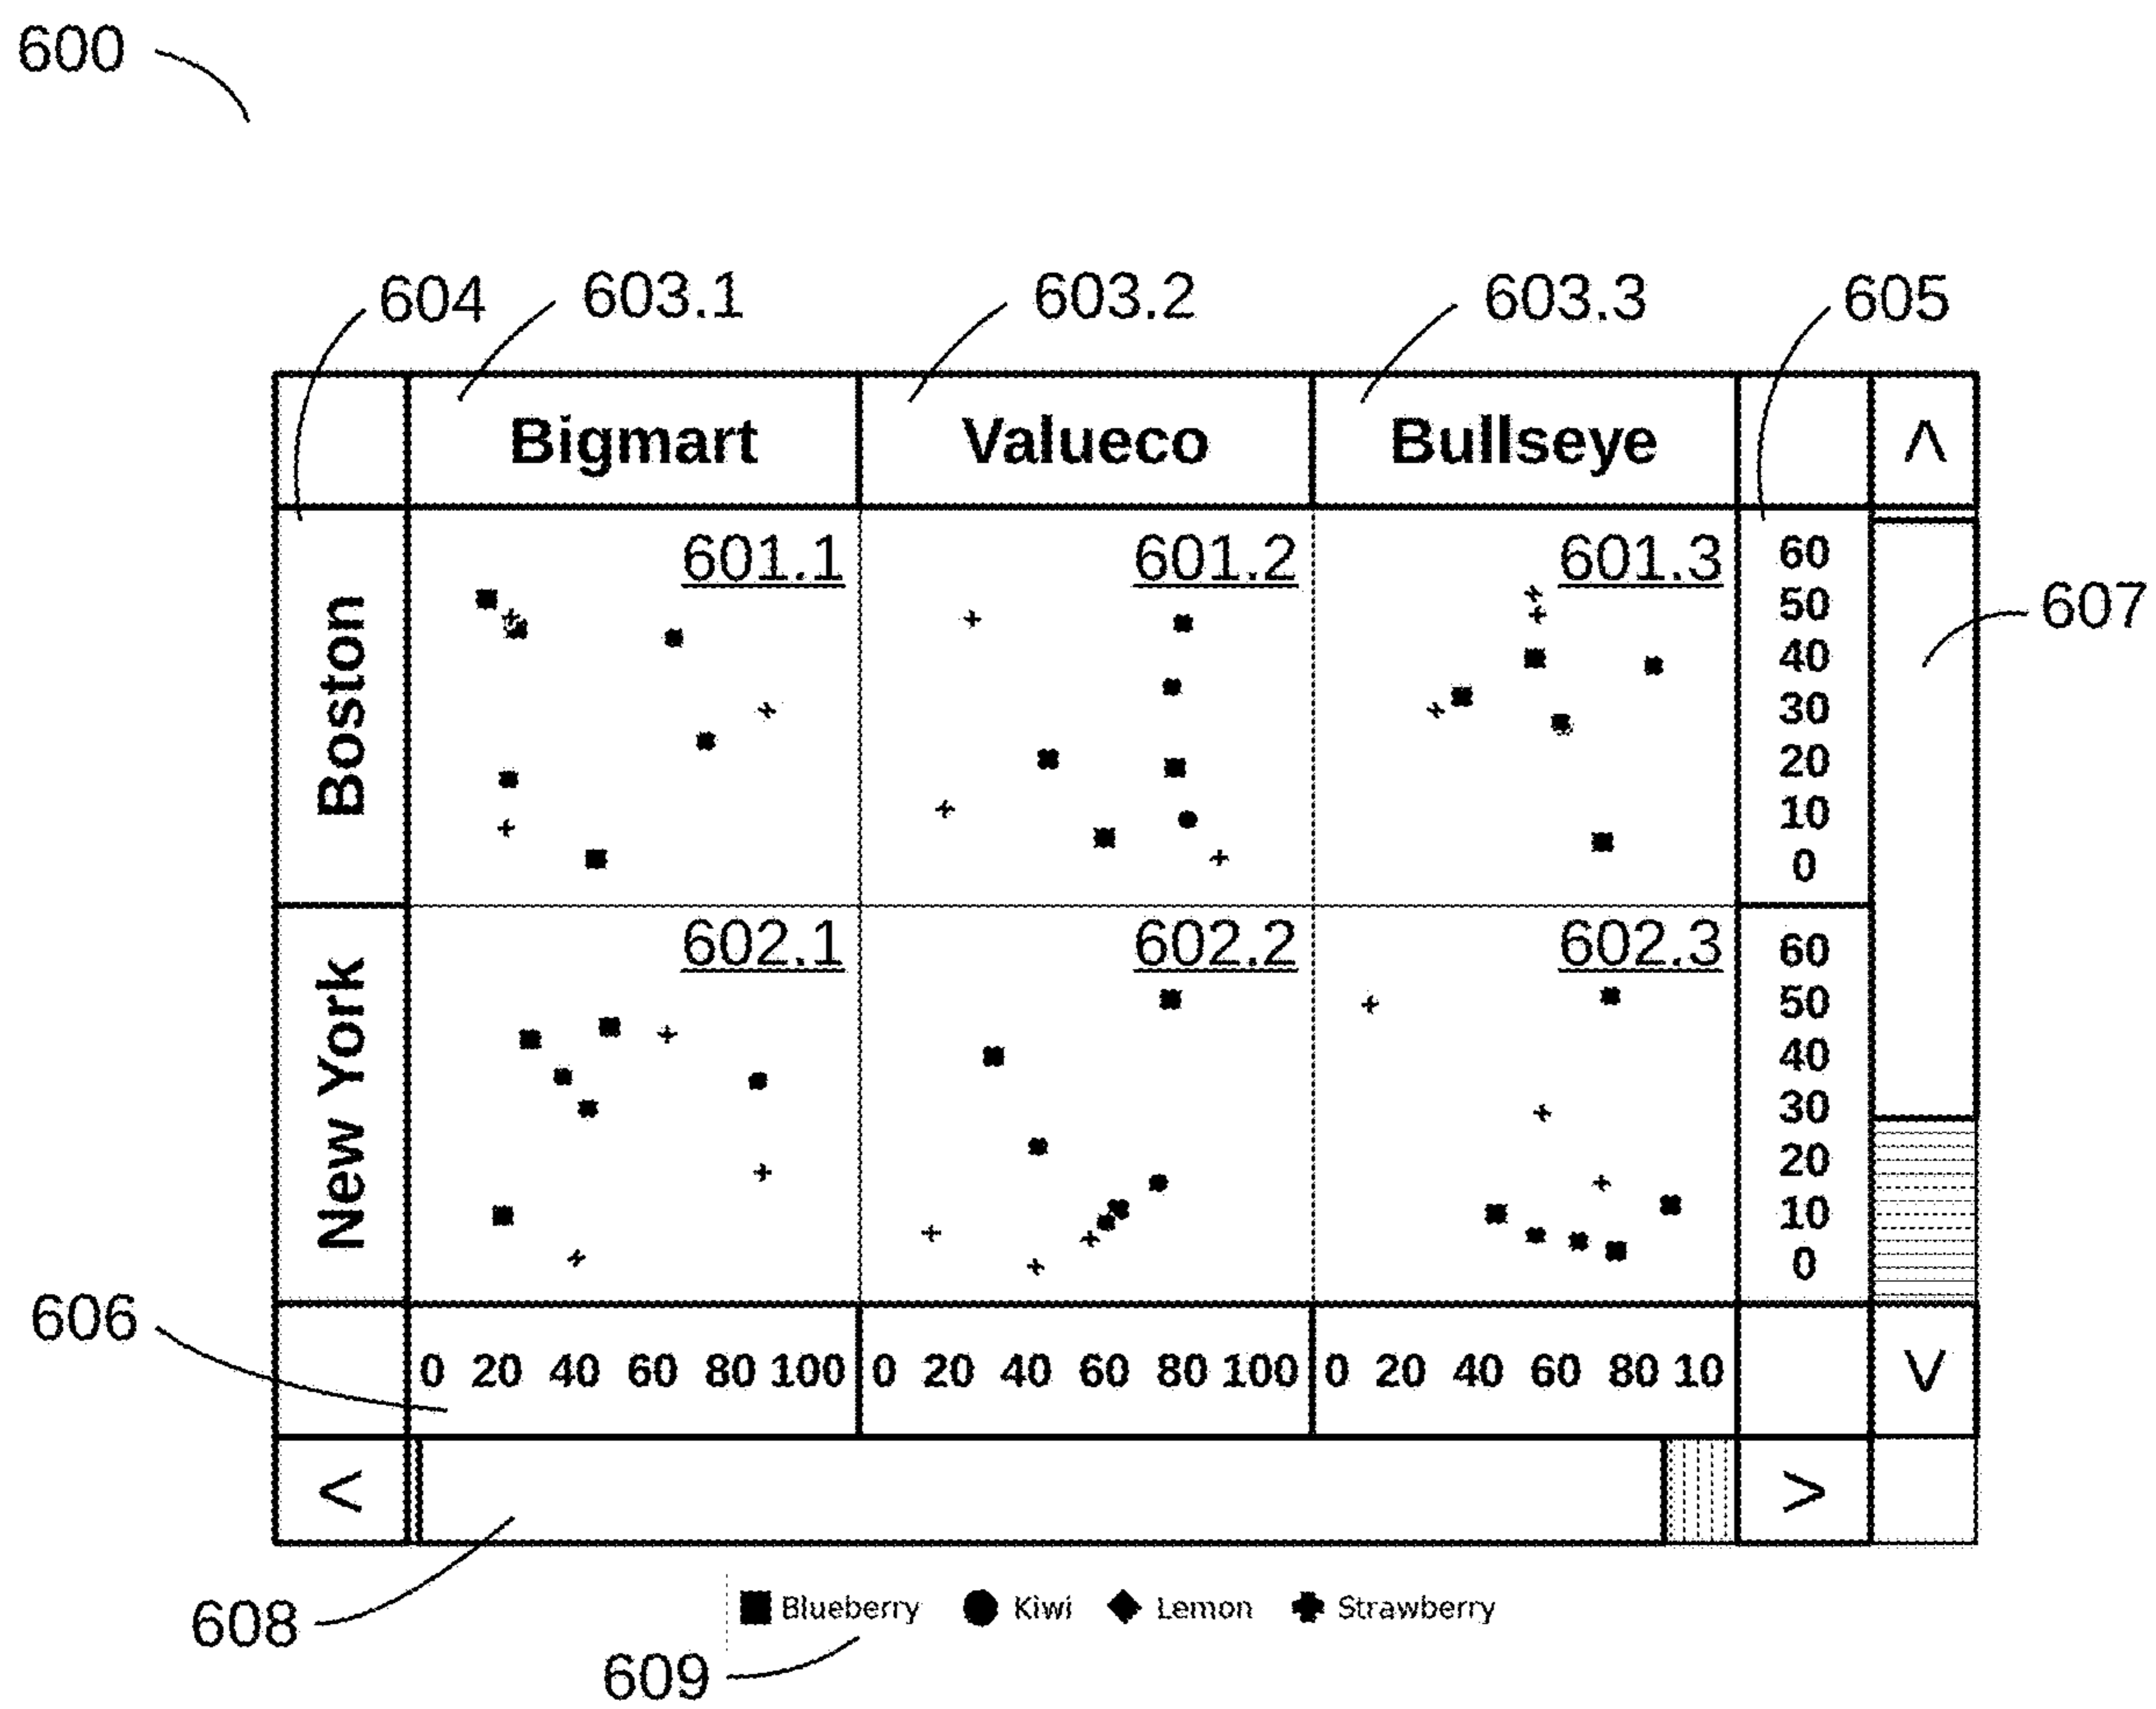 600
604 603.1 603.2 603.3 605
Bigmart Valueco Bullseye ^
601.1 601.2 601.3
Boston
60
50
40
30
20
10
0
607
602.1 602.2 602.3
New York
60
50
40
30
20
10
0
606
0 20 40 60 80 100 0 20 40 60 80 100 0 20 40 60 80 10 V
< >
608
Blueberry Kiwi Lemon Strawberry
609